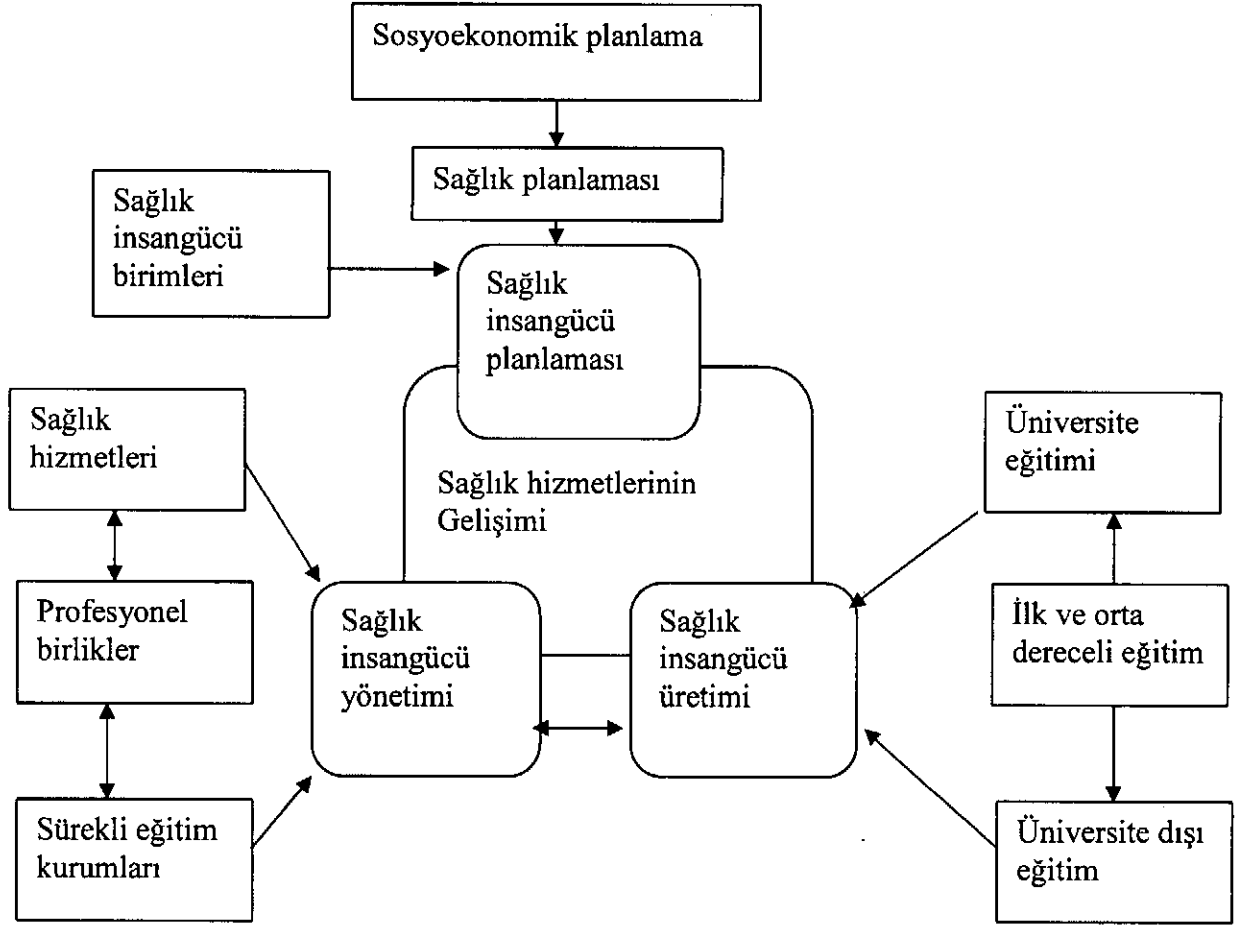 Sosyoekonomik planlama
Sağlık planlaması
Sağlık
insangücü
birimleri
Sağlık
insangücü
planlaması
Sağlık
hizmetleri
Üniversite
eğitimi
Sağlık hizmetlerinin
Gelişimi
Profesyonel
birlikler
Sağlık
insangücü
yönetimi
Sağlık
insangücü
üretimi
İlk ve orta
dereceli eğitim
Sürekli eğitim
kurumları
Üniversite dışı
eğitim